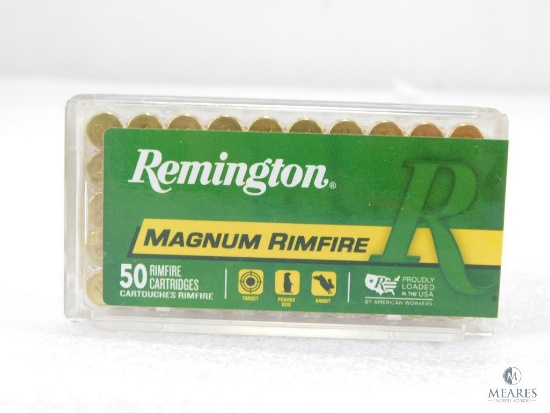 Remington®
R
MAGNUM RIMFIRE
50 RIMFIRE
CARTRIDGES
CARTOUCHES RIMFIRE
TARGET
PRAIRIE
DOG
RABBIT
R
PROUDLY
LOADED
IN THE USA
BY AMERICAN WORKERS
M
MEARES